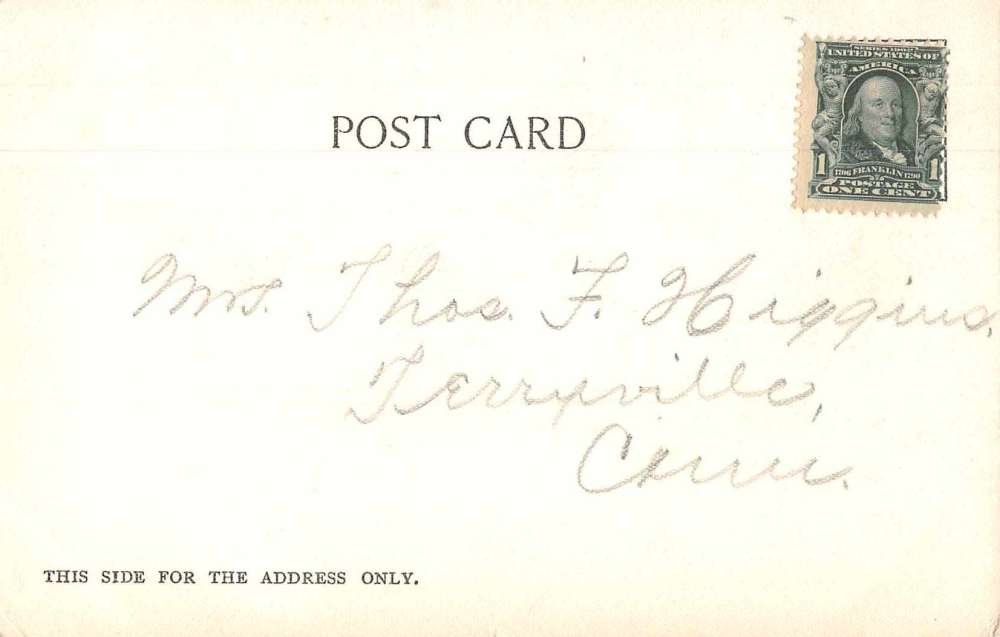 SERIES 1902
UNITED STATES OF
AMERICA
POST CARD
1 1706 FRANKLIN 1790 1
POSTAGE
ONE CENT
Mrs. Thos. F. Higgins,
Terryville,
Conn.
THIS SIDE FOR THE ADDRESS ONLY.